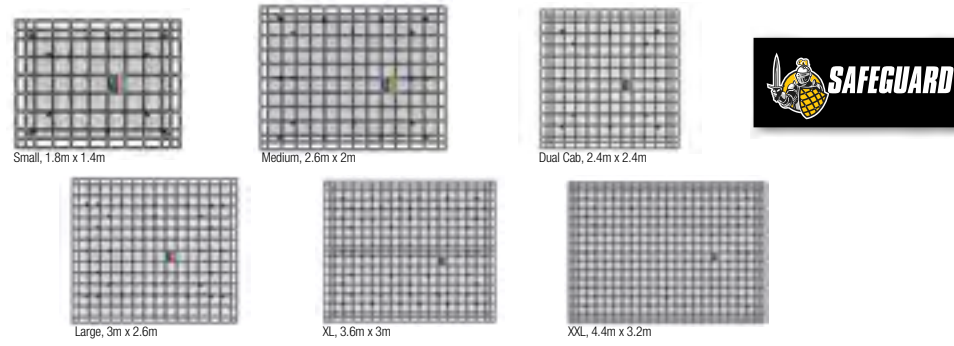 SAFEGUARD
Small, 1.8m x 1.4m
Medium, 2.6m x 2m
Dual Cab, 2.4m x 2.4m
Large, 3m x 2.6m
XL, 3.6m x 3m
XXL, 4.4m x 3.2m